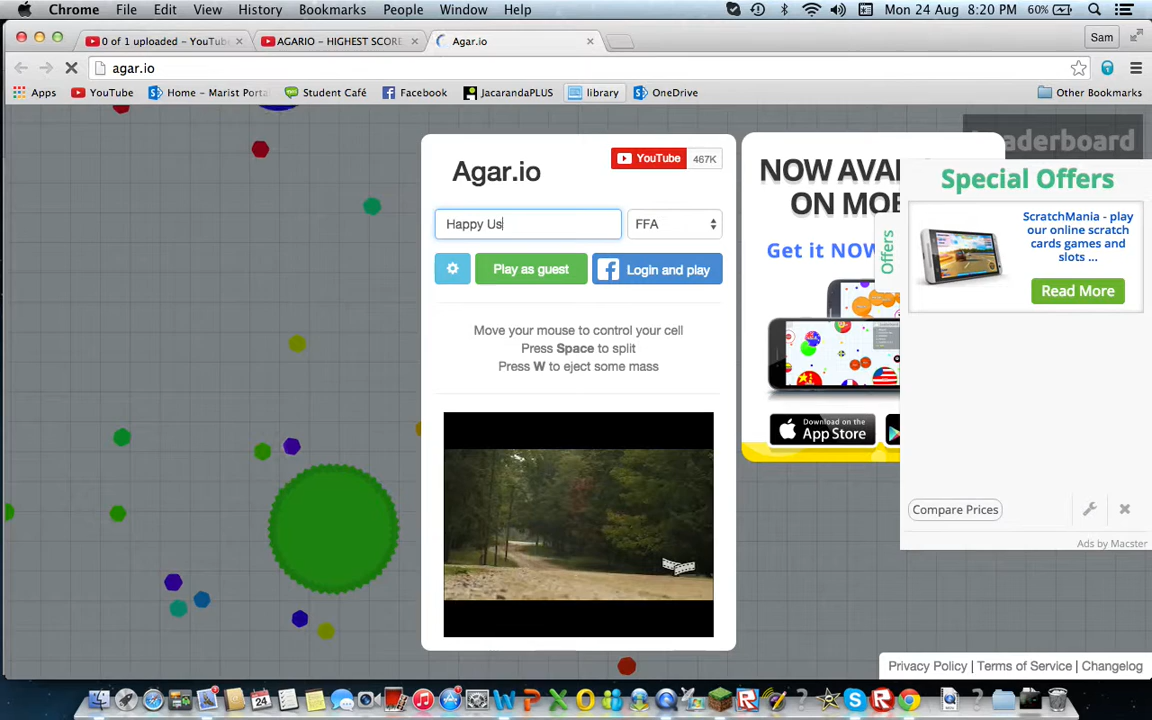 Chrome File Edit View History Bookmarks People Window Help Mon 24 Aug 8:20 PM 60%
0 of 1 uploaded - YouTu
AGARIO - HIGHEST SCORE
Agar.io
Sam
agar.io
Apps YouTube Home - Marist Porta Student Café Facebook JacarandaPLUS library OneDrive Other Bookmarks
Agar.io
YouTube 467K
Happy Us
FFA
Play as guest
Login and play
Move your mouse to control your cell
Press Space to split
Press W to eject some mass
NOW AVA
ON MOB
Get it NOW
Download on the
App Store
eaderboard
Special Offers
Offers
ScratchMania - play
our online scratch
cards games and
slots ...
Read More
Compare Prices
Ads by Macster
Privacy Policy | Terms of Service | Changelog